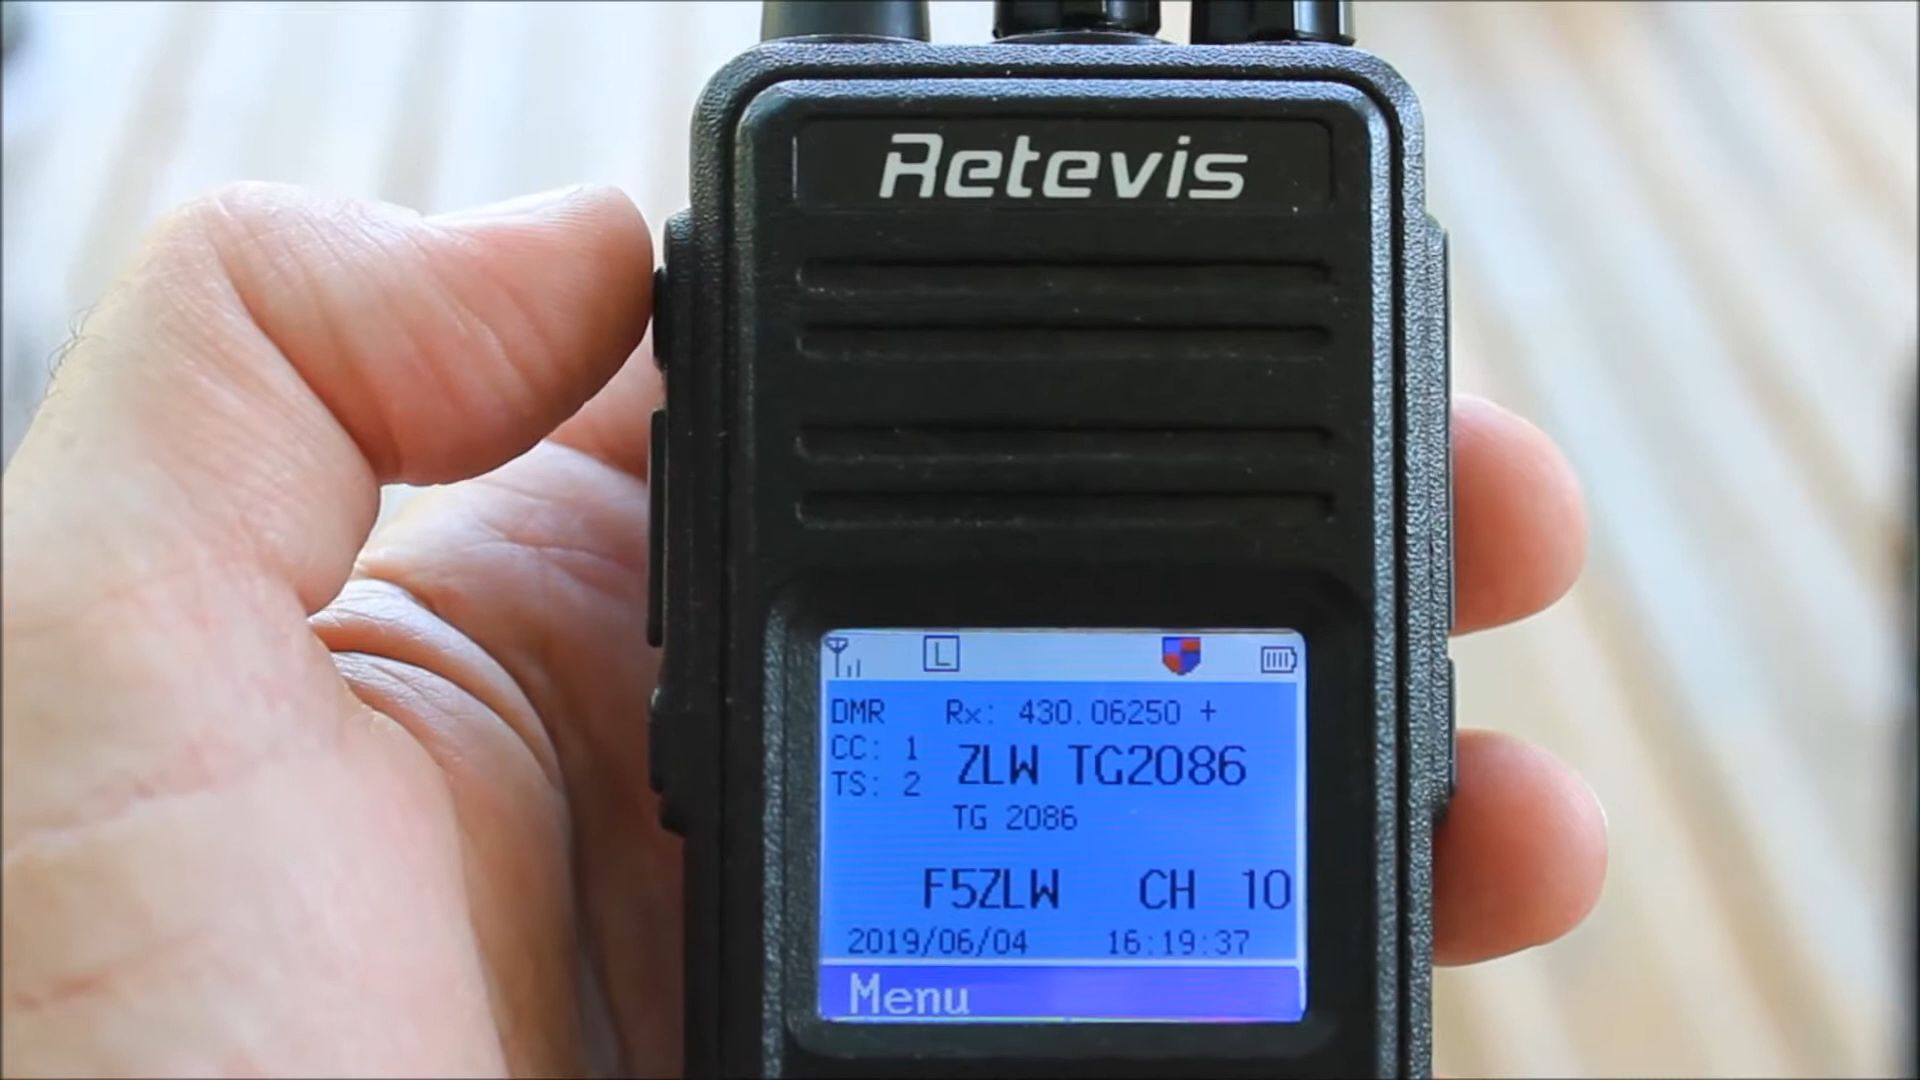 Retevis
L
DMR Rx: 430.06250 +
CC: 1 ZLW TG2086
TS: 2
TG 2086
F5ZLW CH 10
2019/06/04 16:19:37
Menu